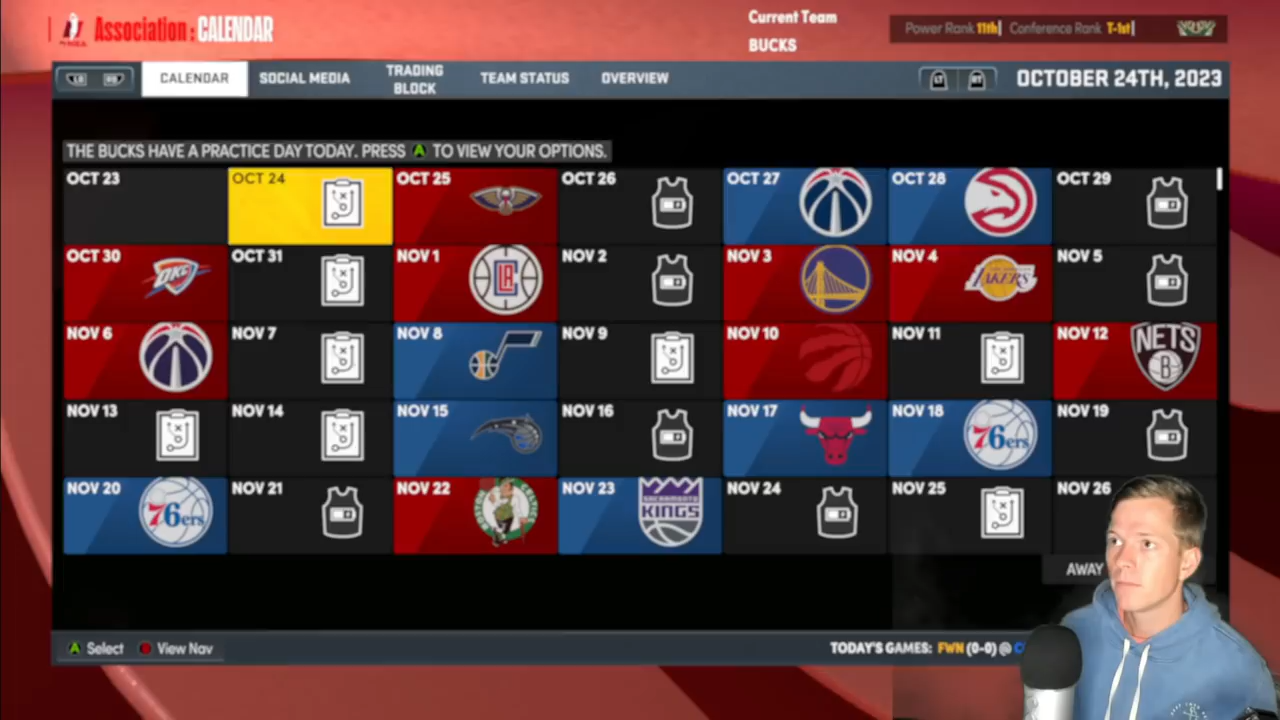 Association : CALENDAR
Current Team
BUCKS
Power Rank 11th| Conference Rank T-1st|
LB RB
CALENDAR
SOCIAL MEDIA
TRADING
BLOCK
TEAM STATUS
OVERVIEW
LT RT
OCTOBER 24TH, 2023
THE BUCKS HAVE A PRACTICE DAY TODAY. PRESS A TO VIEW YOUR OPTIONS.
OCT 23
OCT 24
OCT 25
OCT 26
OCT 27
OCT 28
OCT 29
OCT 30
OKC
OCT 31
NOV 1
LA
NOV 2
NOV 3
NOV 4
LAKERS
NOV 5
NOV 6
NOV 7
NOV 8
NOV 9
NOV 10
NOV 11
NOV 12
NETS
B
NOV 13
NOV 14
NOV 15
NOV 16
NOV 17
NOV 18
76ers
NOV 19
NOV 20
76ers
NOV 21
NOV 22
NOV 23
SACRAMENTO
KINGS
NOV 24
NOV 25
NOV 26
AWAY
A Select
View Nav
TODAY'S GAMES: FWN (0-0) @